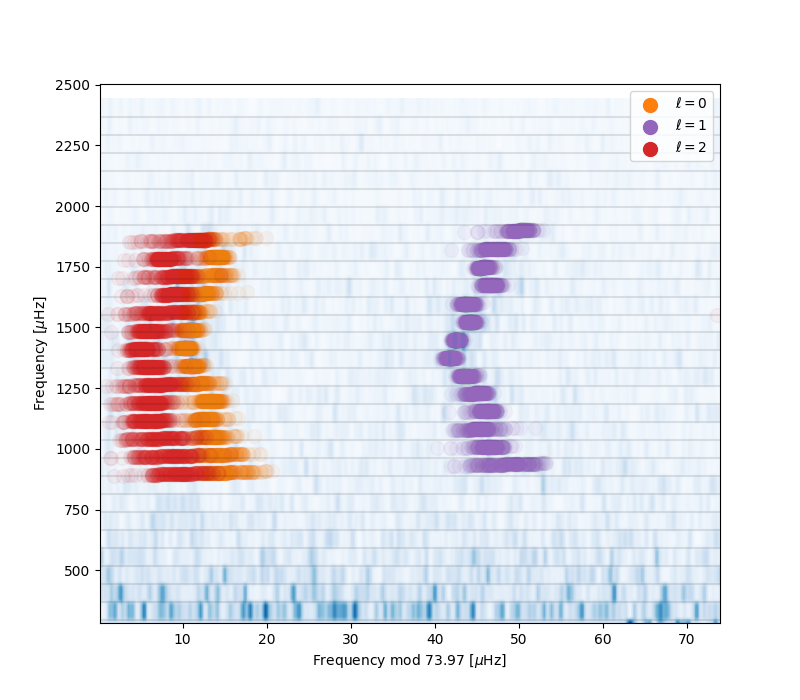 2500
2250
2000
1750
1500
1250
1000
750
500
Frequency [μHz]
ℓ = 0
ℓ = 1
ℓ = 2
10 20 30 40 50 60 70
Frequency mod 73.97 [μHz]